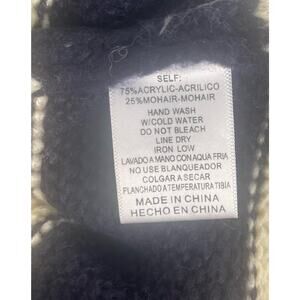 SELF:
75%ACRYLIC-ACRILICO
25%MOHAIR-MOHAIR
HAND WASH
W/COLD WATER
DO NOT BLEACH
LINE DRY
IRON LOW
LAVADO A MANO CON AQUA FRIA
NO USE BLANQUEADOR
COLGAR A SECAR
PLANCHADO A TEMPERATURA TIBIA
MADE IN CHINA
HECHO EN CHINA